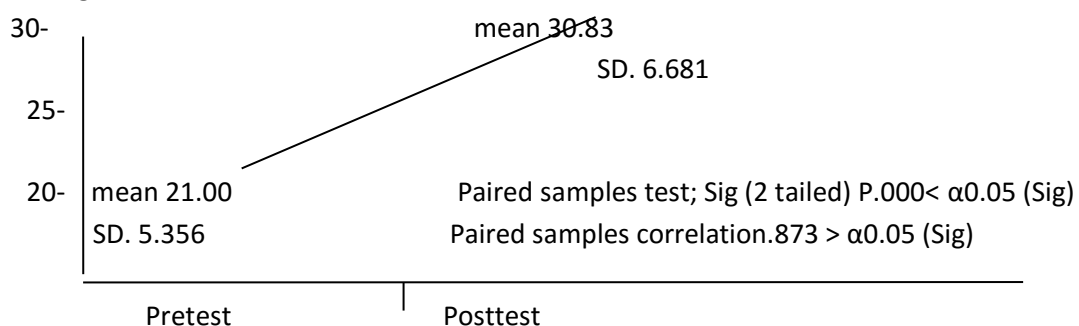 30- mean 30.83
SD. 6.681
25-
20- mean 21.00 Paired samples test; Sig (2 tailed) P.000< α0.05 (Sig)
SD. 5.356 Paired samples correlation.873 > α0.05 (Sig)
Pretest Posttest